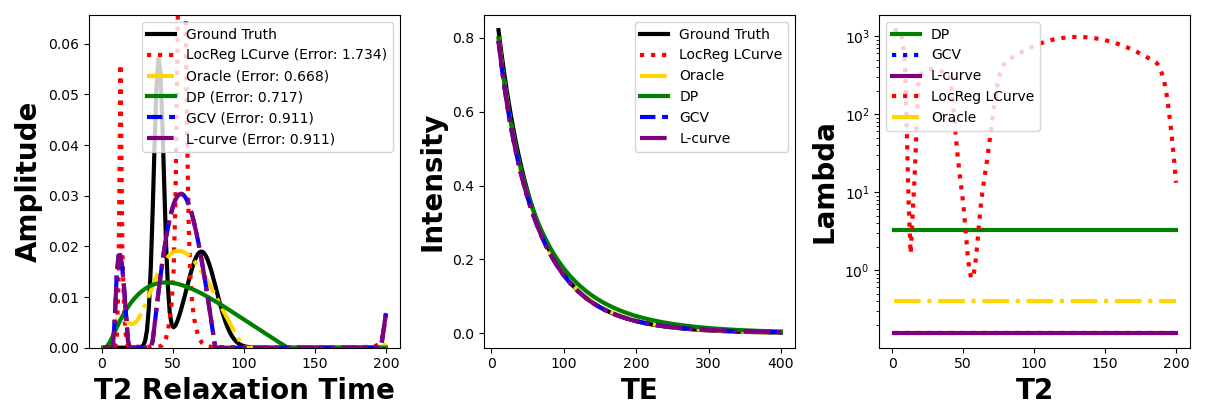 Ground Truth
LocReg LCurve (Error: 1.734)
Oracle (Error: 0.668)
DP (Error: 0.717)
GCV (Error: 0.911)
L-curve (Error: 0.911)
Amplitude
0.06
0.05
0.04
0.03
0.02
0.01
0.00
0
50
100
150
200
T2 Relaxation Time
Ground Truth
LocReg LCurve
Oracle
DP
GCV
L-curve
Intensity
0.8
0.6
0.4
0.2
0.0
0
100
200
300
400
TE
DP
GCV
L-curve
LocReg LCurve
Oracle
Lambda
10³
10²
10¹
10⁰
0
50
100
150
200
T2